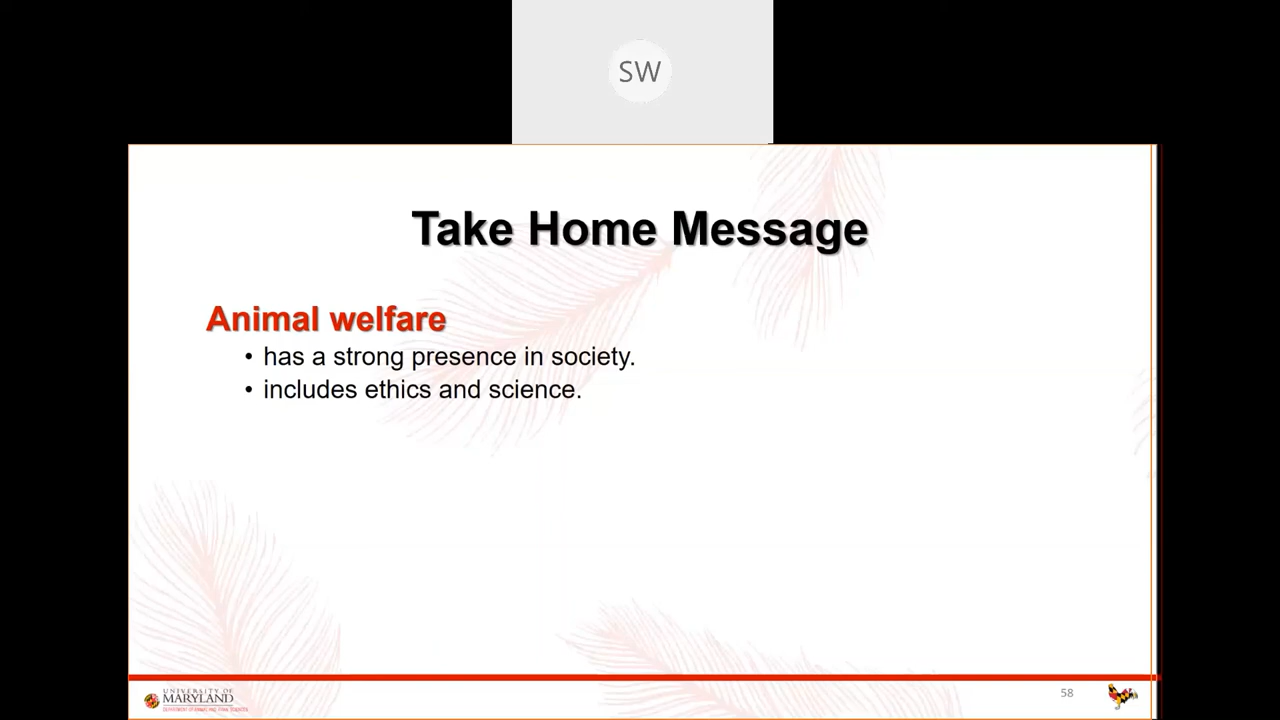 SW
Take Home Message
Animal welfare
• has a strong presence in society.
• includes ethics and science.
UNIVERSITY OF
MARYLAND
58